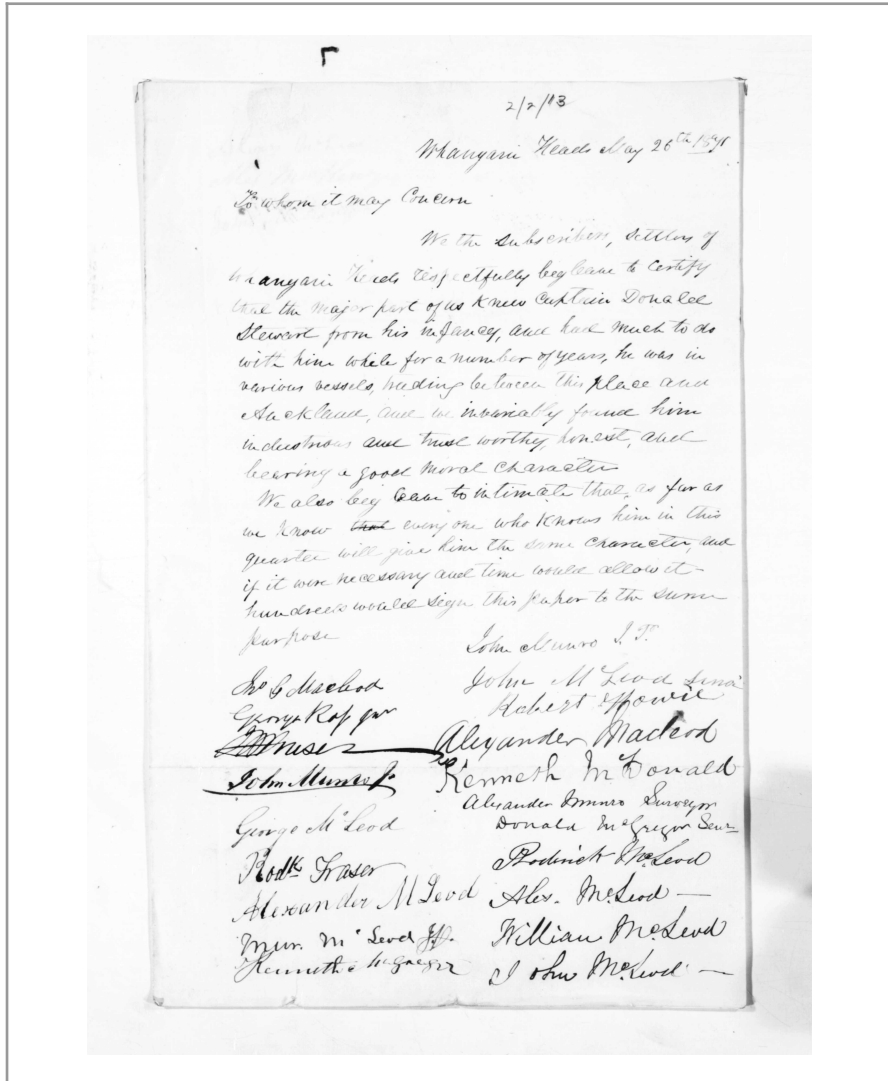 2/2/13
Whangarei Heads May 26th
To whom it may Concern
We the subscribers, settlers of
Whangarei Heads respectfully beg leave to certify
that the major part of us knew Captain Donald
Stewart from his infancy, and had much to do
with him while for a number of years, he was in
various vessels, trading between this place and
Auckland, and we invariably found him
industrious and trust worthy, honest, and
bearing a good moral character
We also beg leave to intimate that, as far as
we know that every one who knows him in this
quarter will give him the same character, and
if it were necessary and time would allow it
hundreds would sign this paper to the same
purpose
John Munro J.P.
Jno G Macleod
John McLeod
George
Robert Howie
Fraser
Alexander Macleod
John Munro Jr
Kenneth McDonald
Alexander Munro Surveyor
George McLeod
Donald McGregor Senr
Rodk Fraser
Roderick McLeod
Alexander McLeod
Alex. McLeod
Mur. McLeod
William McLeod
Kenneth McGregor
John McLeod